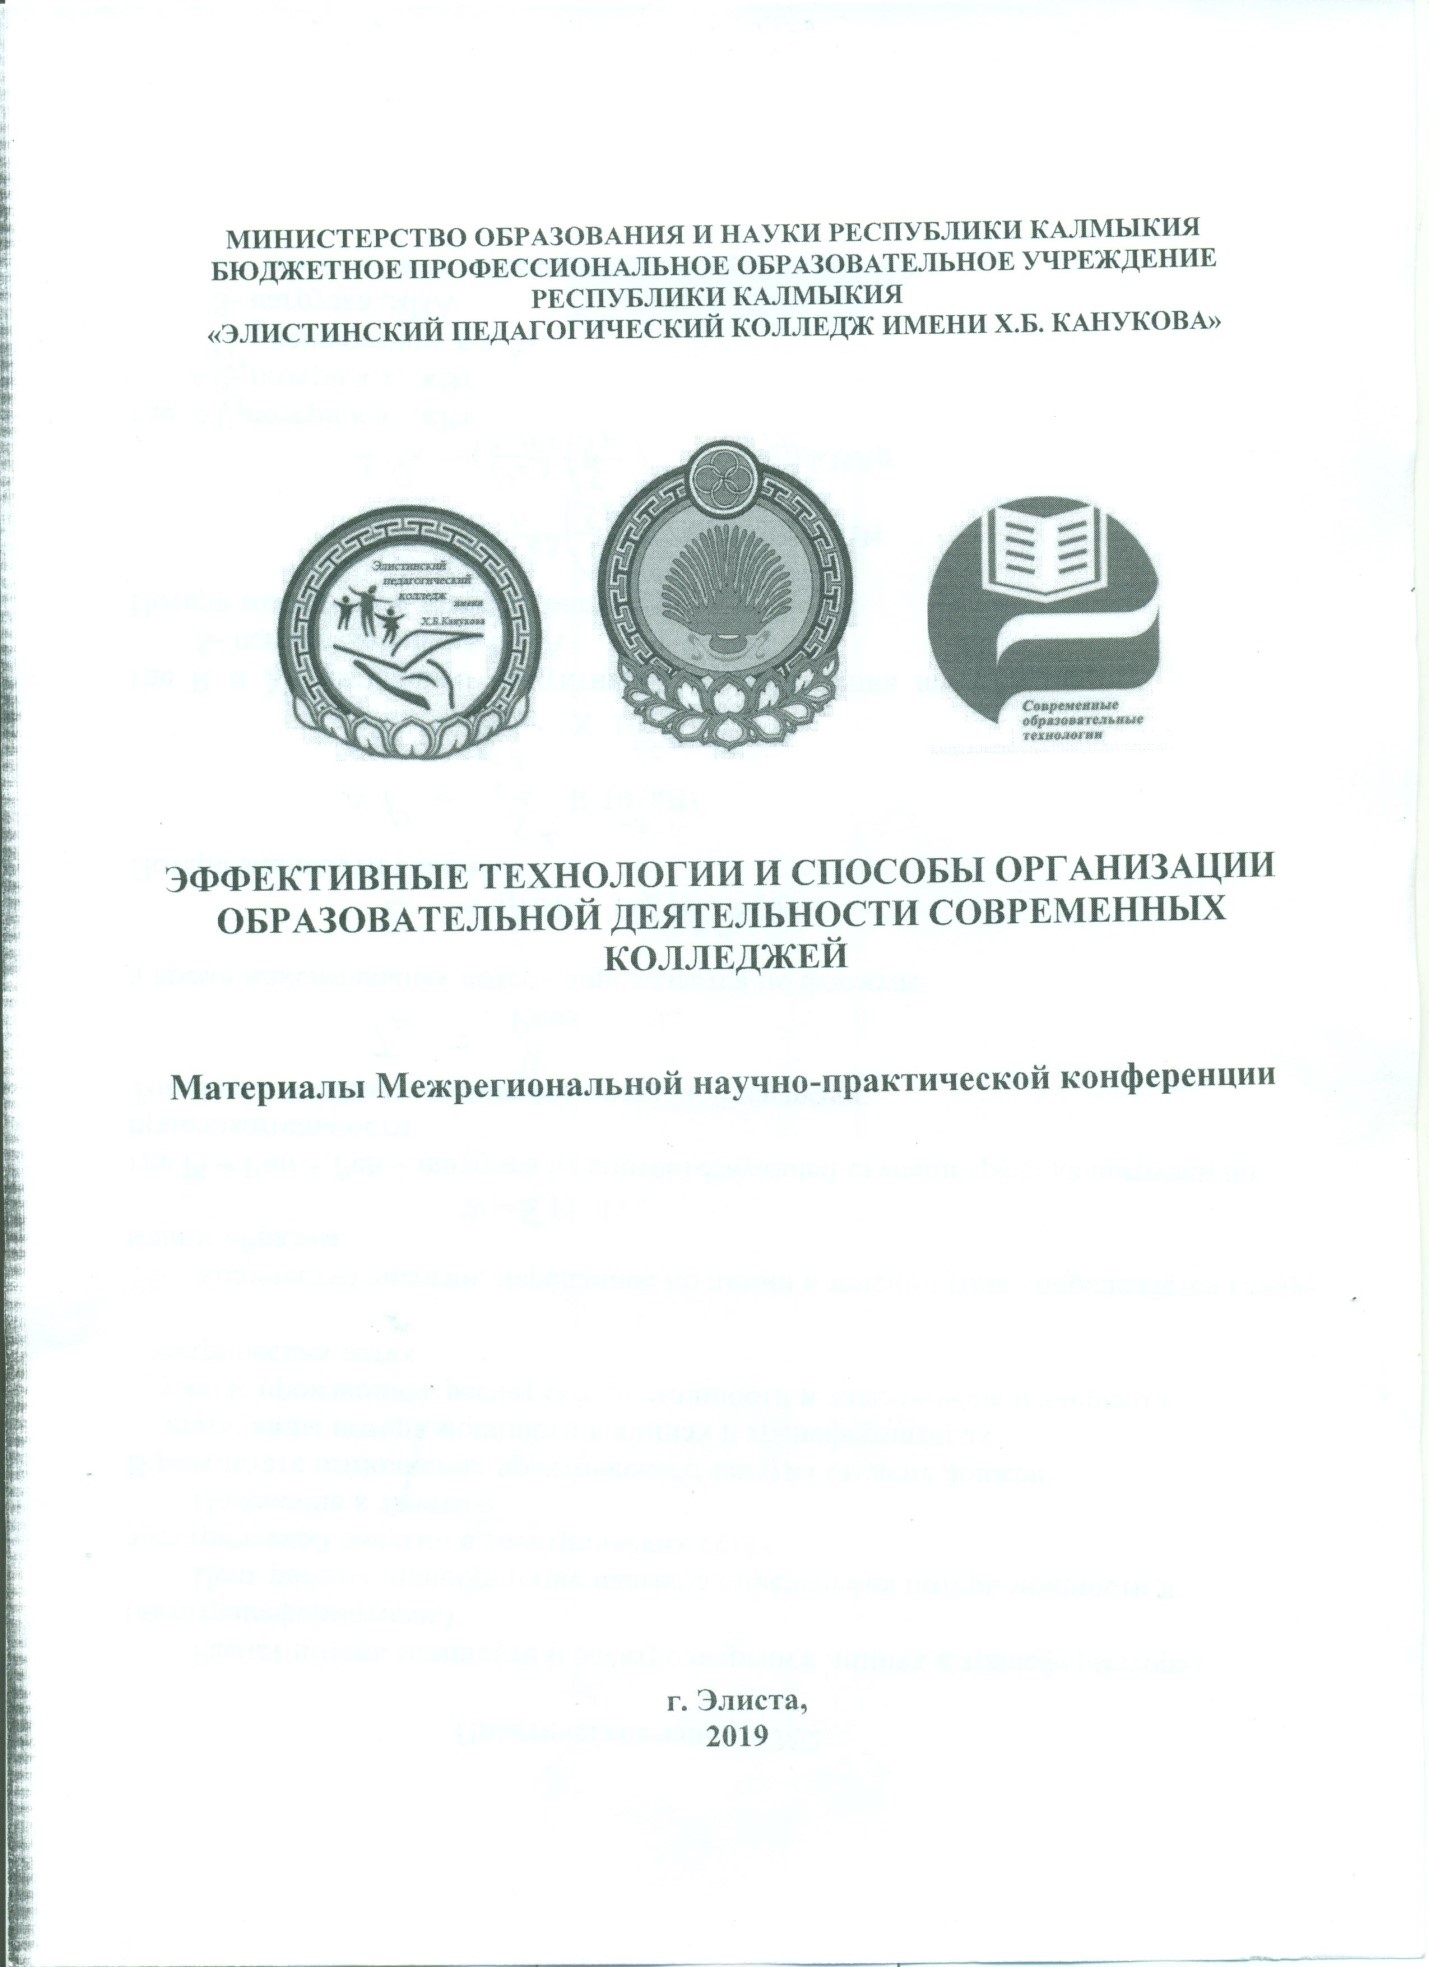 МИНИСТЕРСТВО ОБРАЗОВАНИЯ И НАУКИ РЕСПУБЛИКИ КАЛМЫКИЯ
БЮДЖЕТНОЕ ПРОФЕССИОНАЛЬНОЕ ОБРАЗОВАТЕЛЬНОЕ УЧРЕЖДЕНИЕ
РЕСПУБЛИКИ КАЛМЫКИЯ
«ЭЛИСТИНСКИЙ ПЕДАГОГИЧЕСКИЙ КОЛЛЕДЖ ИМЕНИ Х.Б. КАНУКОВА»
Элистинский
педагогический
колледж
имени
Х.Б.Канукова
Современные
образовательные
технологии
ЭФФЕКТИВНЫЕ ТЕХНОЛОГИИ И СПОСОБЫ ОРГАНИЗАЦИИ
ОБРАЗОВАТЕЛЬНОЙ ДЕЯТЕЛЬНОСТИ СОВРЕМЕННЫХ
КОЛЛЕДЖЕЙ
Материалы Межрегиональной научно-практической конференции
г. Элиста,
2019